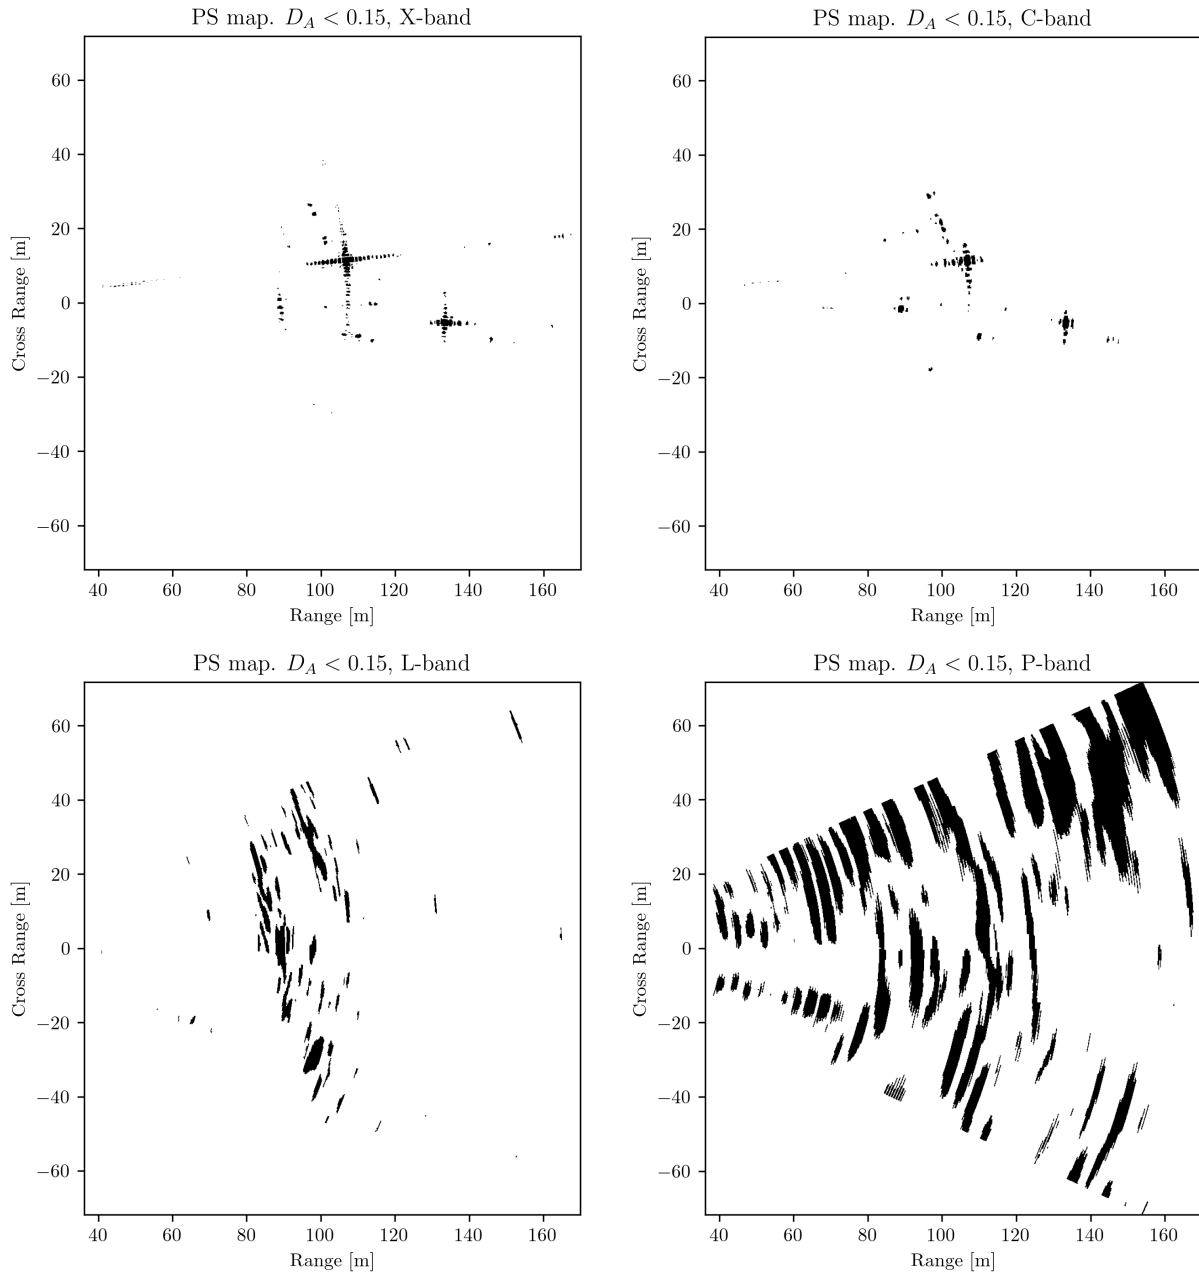 PS map. D_A < 0.15, X-band
60
40
20
0
−20
−40
−60
Cross Range [m]
40 60 80 100 120 140 160
Range [m]
PS map. D_A < 0.15, C-band
60
40
20
0
−20
−40
−60
Cross Range [m]
40 60 80 100 120 140 160
Range [m]
PS map. D_A < 0.15, L-band
60
40
20
0
−20
−40
−60
Cross Range [m]
40 60 80 100 120 140 160
Range [m]
PS map. D_A < 0.15, P-band
60
40
20
0
−20
−40
−60
Cross Range [m]
40 60 80 100 120 140 160
Range [m]